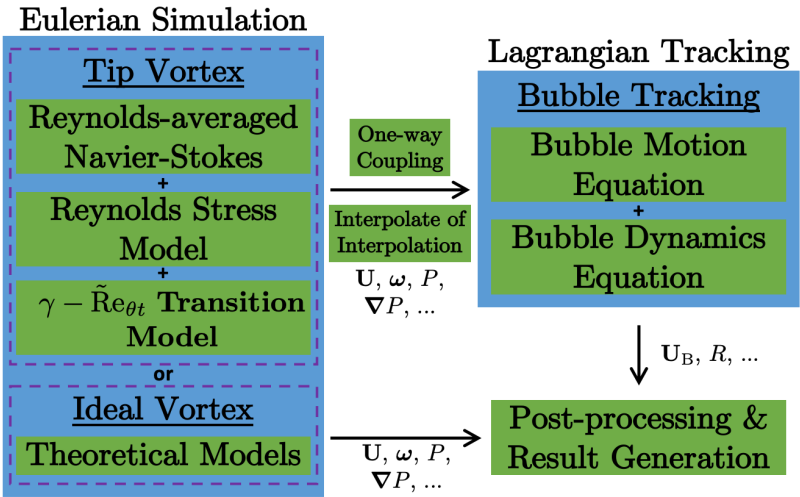 Eulerian Simulation
Tip Vortex
Reynolds-averaged
Navier-Stokes
+
Reynolds Stress
Model
+
γ − R̃e_θt Transition
Model
or
Ideal Vortex
Theoretical Models
One-way
Coupling
Interpolate of
Interpolation
U, ω, P,
∇P, ...
U, ω, P,
∇P, ...
Lagrangian Tracking
Bubble Tracking
Bubble Motion
Equation
+
Bubble Dynamics
Equation
U_B, R, ...
Post-processing &
Result Generation